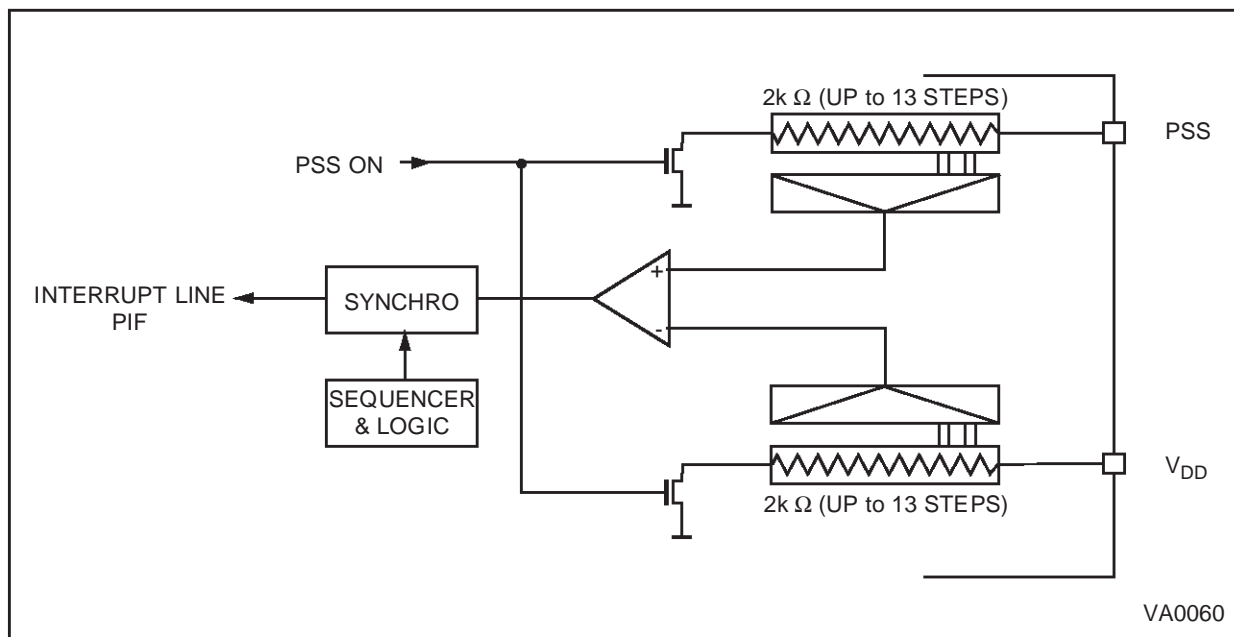 2k Ω (UP to 13 STEPS)
PSS
PSS ON
+
INTERRUPT LINE
PIF
SYNCHRO
-
SEQUENCER
& LOGIC
V_DD
2k Ω (UP to 13 STEPS)
VA0060